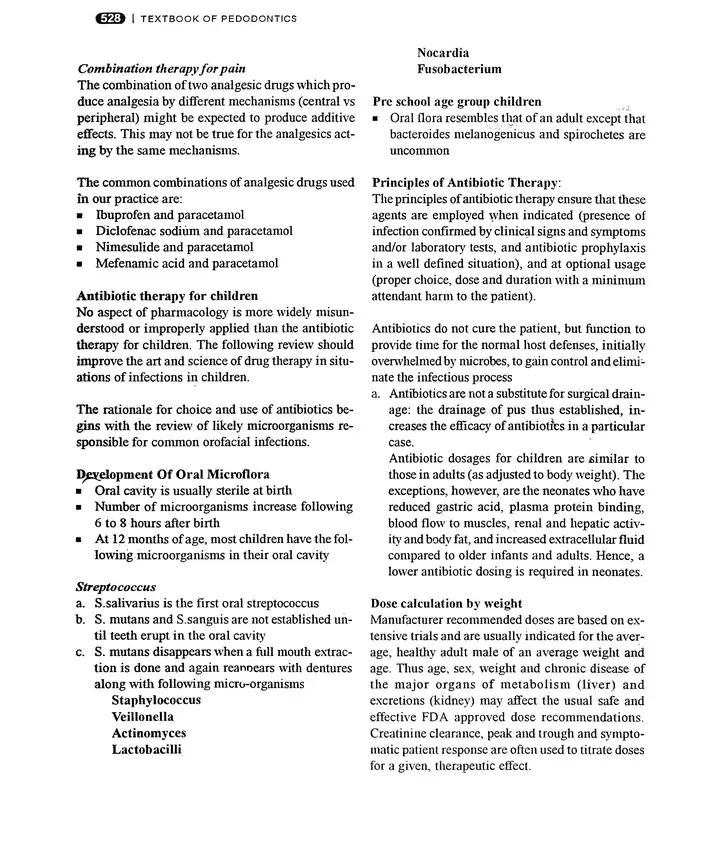 528 | TEXTBOOK OF PEDODONTICS
Combination therapy for pain
The combination of two analgesic drugs which pro-
duce analgesia by different mechanisms (central vs
peripheral) might be expected to produce additive
effects. This may not be true for the analgesics act-
ing by the same mechanisms.
The common combinations of analgesic drugs used
in our practice are:
▪ Ibuprofen and paracetamol
▪ Diclofenac sodium and paracetamol
▪ Nimesulide and paracetamol
▪ Mefenamic acid and paracetamol
Antibiotic therapy for children
No aspect of pharmacology is more widely misun-
derstood or improperly applied than the antibiotic
therapy for children. The following review should
improve the art and science of drug therapy in situ-
ations of infections in children.
The rationale for choice and use of antibiotics be-
gins with the review of likely microorganisms re-
sponsible for common orofacial infections.
Development Of Oral Microflora
▪ Oral cavity is usually sterile at birth
▪ Number of microorganisms increase following
6 to 8 hours after birth
▪ At 12 months of age, most children have the fol-
lowing microorganisms in their oral cavity
Streptococcus
a. S.salivarius is the first oral streptococcus
b. S. mutans and S.sanguis are not established un-
til teeth erupt in the oral cavity
c. S. mutans disappears when a full mouth extrac-
tion is done and again reappears with dentures
along with following micro-organisms
Staphylococcus
Veillonella
Actinomyces
Lactobacilli
Nocardia
Fusobacterium
Pre school age group children
▪ Oral flora resembles that of an adult except that
bacteroides melanogenicus and spirochetes are
uncommon
Principles of Antibiotic Therapy:
The principles of antibiotic therapy ensure that these
agents are employed when indicated (presence of
infection confirmed by clinical signs and symptoms
and/or laboratory tests, and antibiotic prophylaxis
in a well defined situation), and at optional usage
(proper choice, dose and duration with a minimum
attendant harm to the patient).
Antibiotics do not cure the patient, but function to
provide time for the normal host defenses, initially
overwhelmed by microbes, to gain control and elimi-
nate the infectious process
a. Antibiotics are not a substitute for surgical drain-
age: the drainage of pus thus established, in-
creases the efficacy of antibiotics in a particular
case.
Antibiotic dosages for children are similar to
those in adults (as adjusted to body weight). The
exceptions, however, are the neonates who have
reduced gastric acid, plasma protein binding,
blood flow to muscles, renal and hepatic activ-
ity and body fat, and increased extracellular fluid
compared to older infants and adults. Hence, a
lower antibiotic dosing is required in neonates.
Dose calculation by weight
Manufacturer recommended doses are based on ex-
tensive trials and are usually indicated for the aver-
age, healthy adult male of an average weight and
age. Thus age, sex, weight and chronic disease of
the major organs of metabolism (liver) and
excretions (kidney) may affect the usual safe and
effective FDA approved dose recommendations.
Creatinine clearance, peak and trough and sympto-
matic patient response are often used to titrate doses
for a given, therapeutic effect.